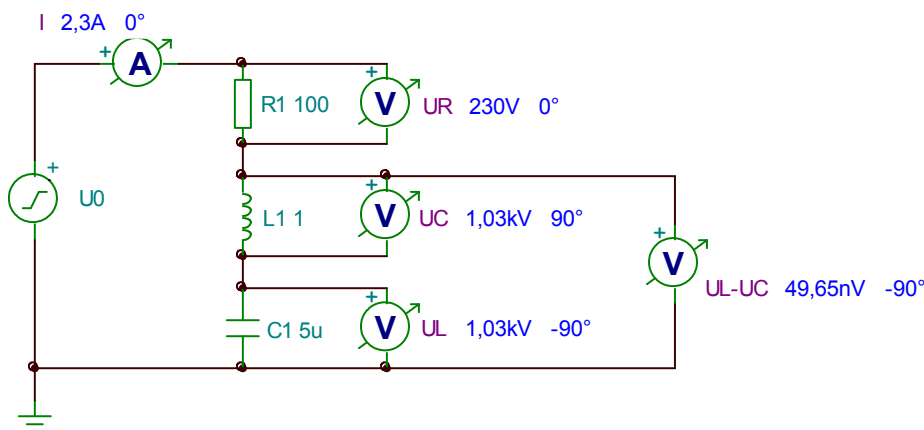 I 2,3A 0°
+
A
+
R1 100
V
UR 230V 0°
+
U0
+
L1 1
V
UC 1,03kV 90°
+
V
UL-UC 49,65nV -90°
+
C1 5u
V
UL 1,03kV -90°